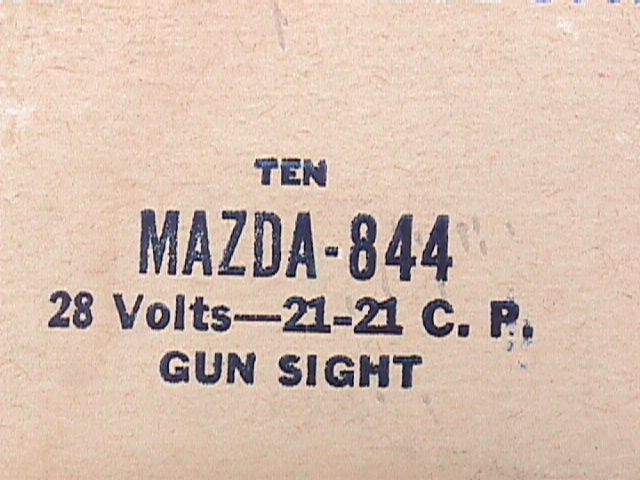 TEN
MAZDA-844
28 Volts—21-21 C. P.
GUN SIGHT